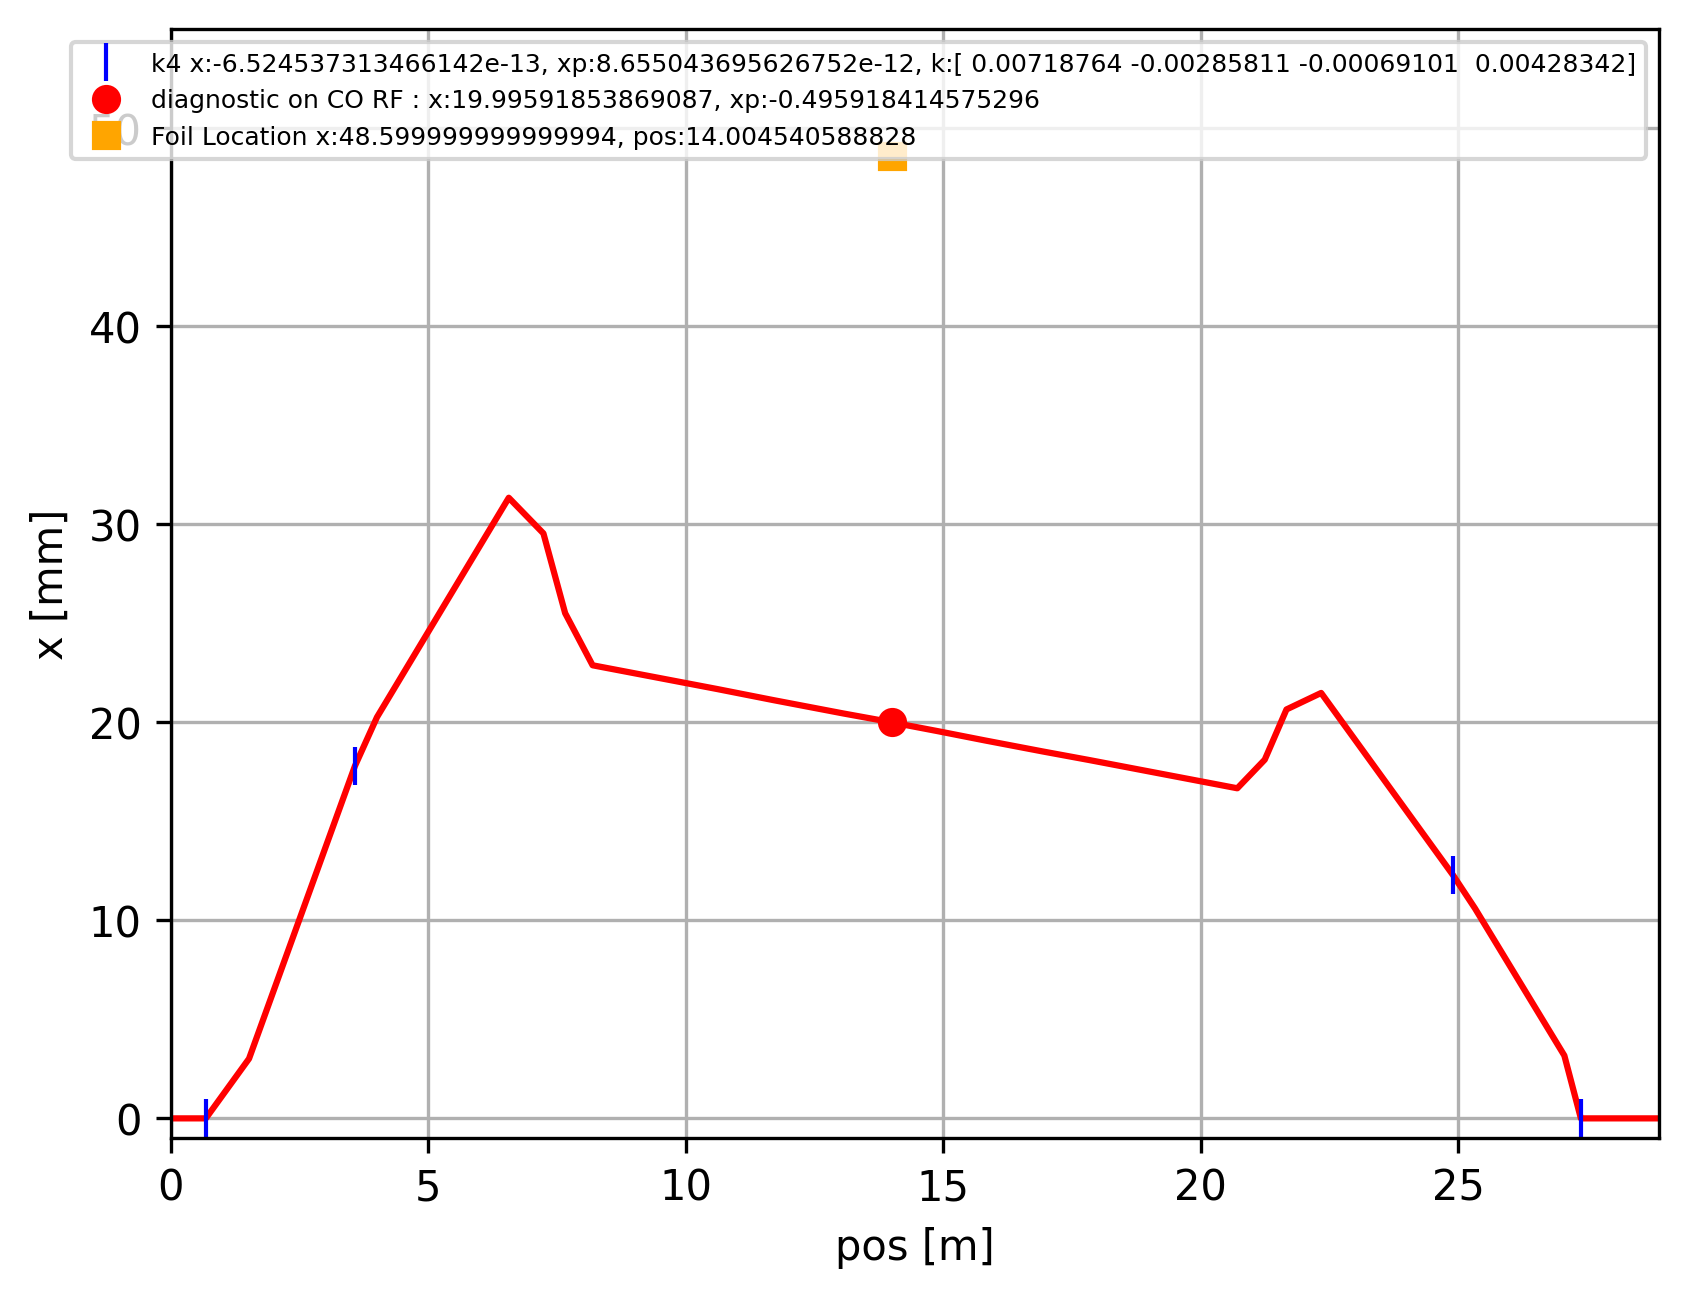 k4 x:-6.524537313466142e-13, xp:8.655043695626752e-12, k:[ 0.00718764 -0.00285811 -0.00069101  0.00428342]
diagnostic on CO RF : x:19.99591853869087, xp:-0.495918414575296
Foil Location x:48.599999999999994, pos:14.004540588828
50
40
30
20
10
0
x [mm]
0 5 10 15 20 25
pos [m]